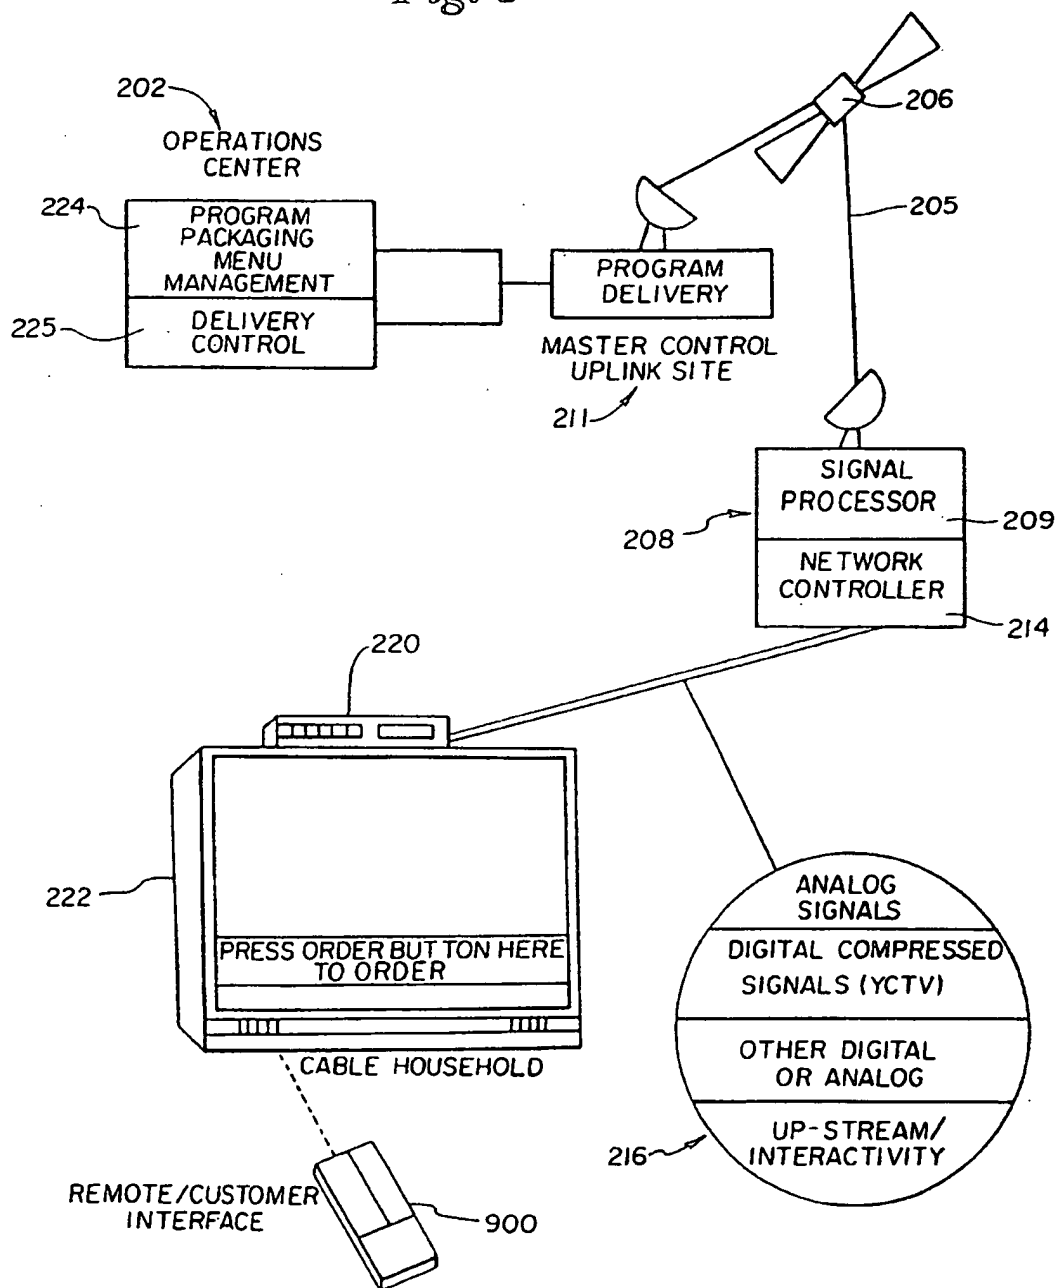 202
206
OPERATIONS
CENTER
224
PROGRAM
PACKAGING
MENU
MANAGEMENT
205
PROGRAM
DELIVERY
225
DELIVERY
CONTROL
MASTER CONTROL
UPLINK SITE
211
SIGNAL
PROCESSOR
208
209
NETWORK
CONTROLLER
214
220
222
PRESS ORDER BUTTON HERE
TO ORDER
CABLE HOUSEHOLD
ANALOG
SIGNALS
DIGITAL COMPRESSED
SIGNALS (YCTV)
OTHER DIGITAL
OR ANALOG
UP-STREAM/
INTERACTIVITY
216
REMOTE/CUSTOMER
INTERFACE
900